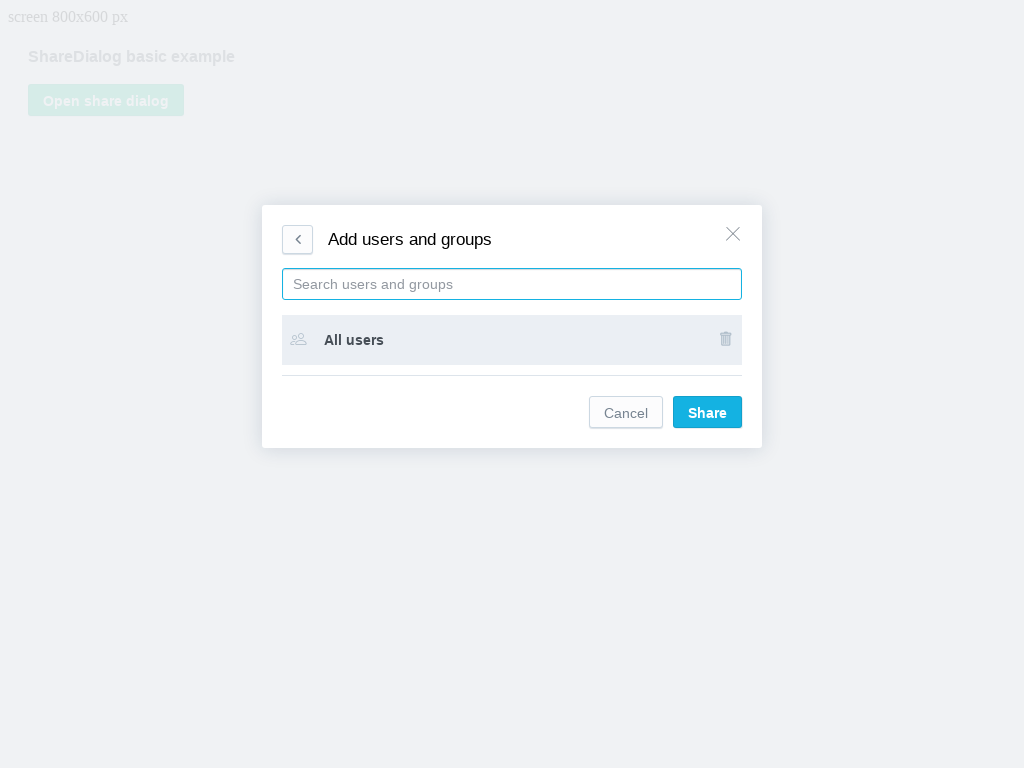 screen 800x600 px
ShareDialog basic example
Open share dialog
Add users and groups
Search users and groups
All users
Cancel
Share